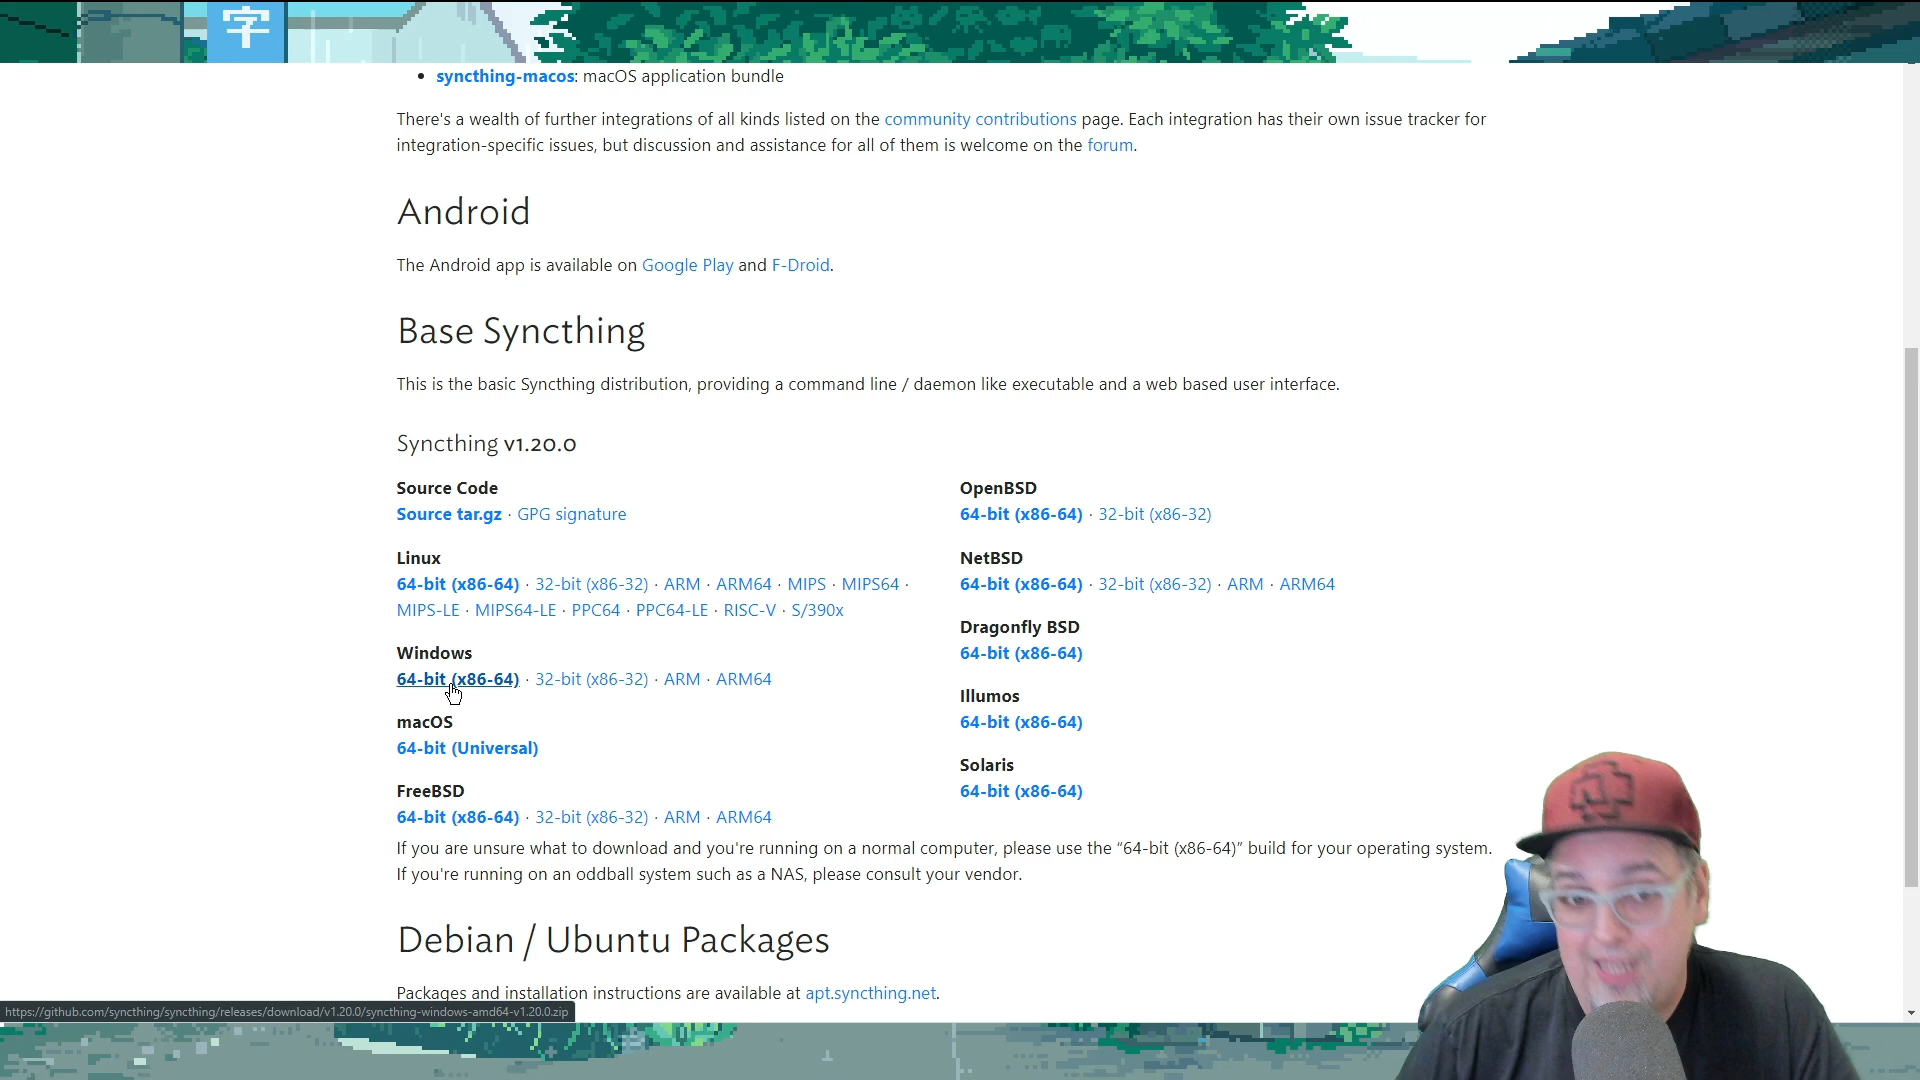 字
• syncthing-macos: macOS application bundle
There's a wealth of further integrations of all kinds listed on the community contributions page. Each integration has their own issue tracker for
integration-specific issues, but discussion and assistance for all of them is welcome on the forum.
Android
The Android app is available on Google Play and F-Droid.
Base Syncthing
This is the basic Syncthing distribution, providing a command line / daemon like executable and a web based user interface.
Syncthing v1.20.0
Source Code
Source tar.gz · GPG signature
Linux
64-bit (x86-64) · 32-bit (x86-32) · ARM · ARM64 · MIPS · MIPS64 ·
MIPS-LE · MIPS64-LE · PPC64 · PPC64-LE · RISC-V · S/390x
Windows
64-bit (x86-64) · 32-bit (x86-32) · ARM · ARM64
macOS
64-bit (Universal)
FreeBSD
64-bit (x86-64) · 32-bit (x86-32) · ARM · ARM64
OpenBSD
64-bit (x86-64) · 32-bit (x86-32)
NetBSD
64-bit (x86-64) · 32-bit (x86-32) · ARM · ARM64
Dragonfly BSD
64-bit (x86-64)
Illumos
64-bit (x86-64)
Solaris
64-bit (x86-64)
If you are unsure what to download and you're running on a normal computer, please use the “64-bit (x86-64)” build for your operating system.
If you're running on an oddball system such as a NAS, please consult your vendor.
Debian / Ubuntu Packages
Packages and installation instructions are available at apt.syncthing.net.
https://github.com/syncthing/syncthing/releases/download/v1.20.0/syncthing-windows-amd64-v1.20.0.zip